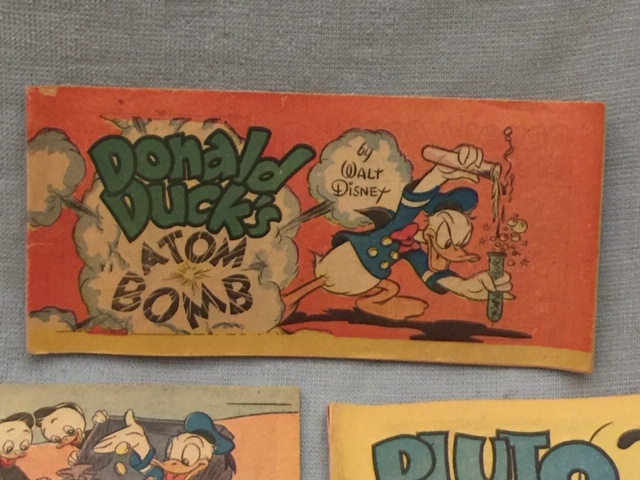 Donald
Duck's
ATOM
BOMB
by
WALT
DISNEY
PLUTO